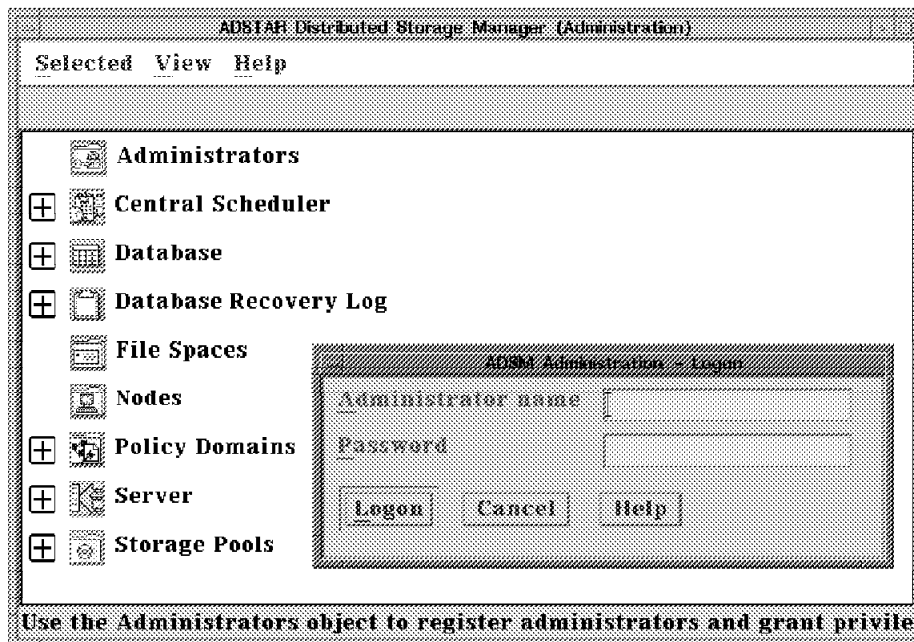 ADSTAR Distributed Storage Manager (Administration)
Selected View Help
Administrators
Central Scheduler
Database
Database Recovery Log
File Spaces
Nodes
Policy Domains
Server
Storage Pools
ADSM Administration - Logon
Administrator name
Password
Logon Cancel Help
Use the Administrators object to register administrators and grant privile